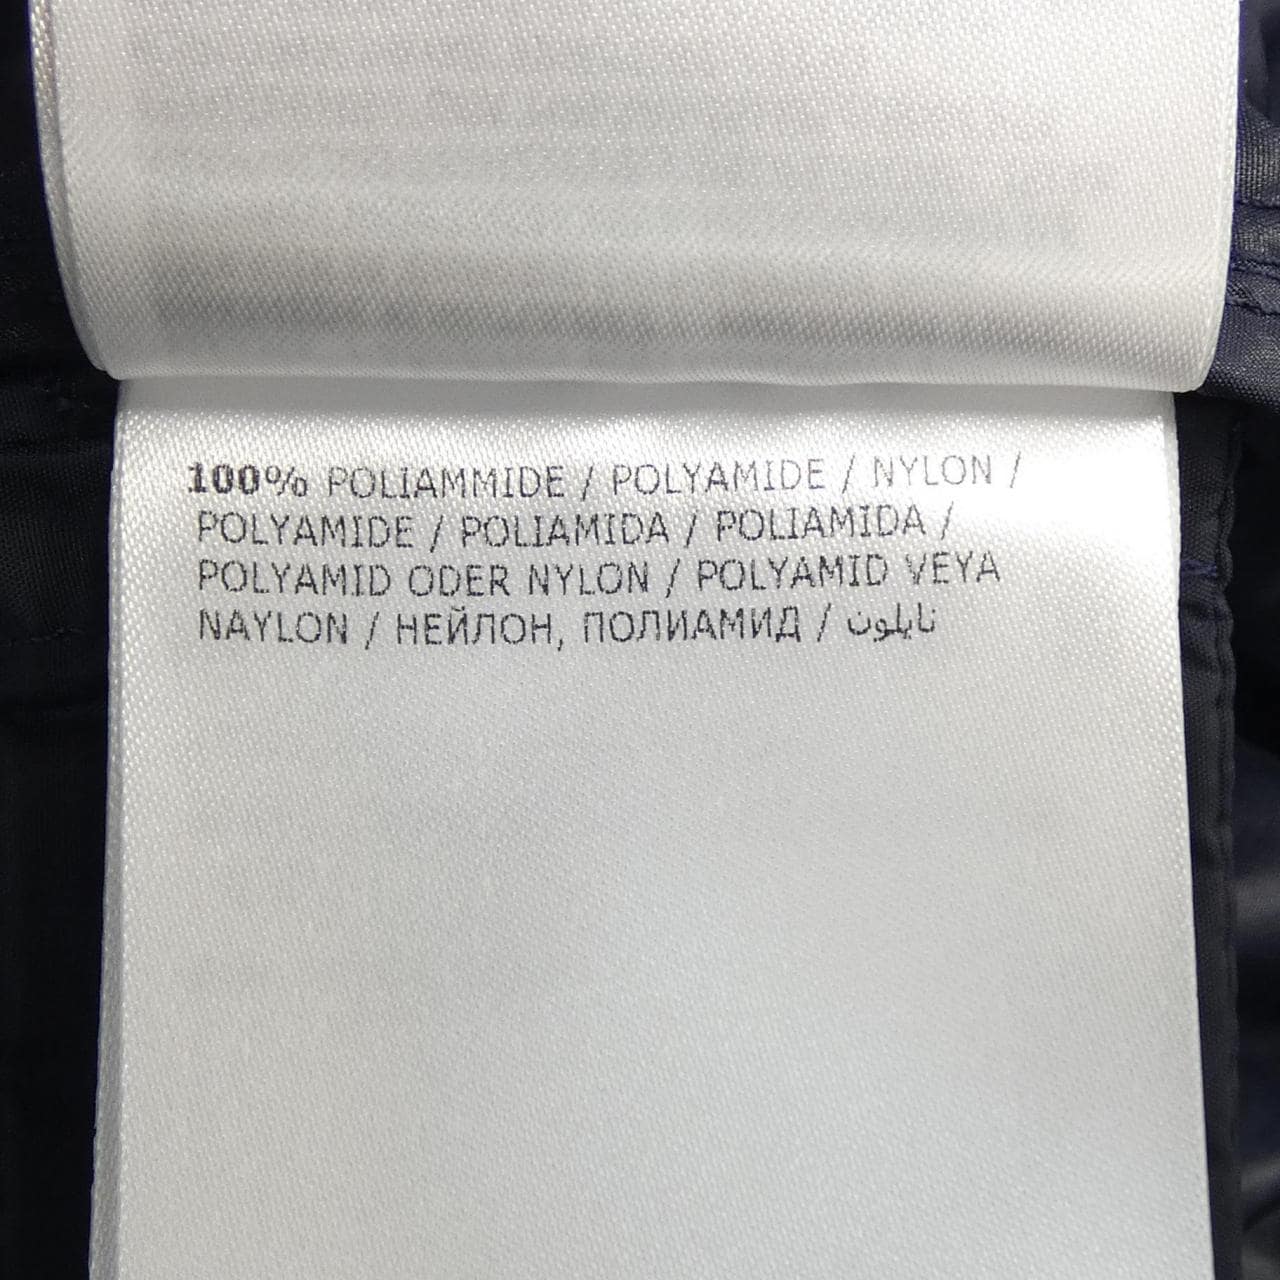 100% POLIAMMIDE / POLYAMIDE / NYLON /
POLYAMIDE / POLIAMIDA / POLIAMIDA /
POLYAMID ODER NYLON / POLYAMID VEYA
NAYLON / НЕЙЛОН, ПОЛИАМИД / نايلون